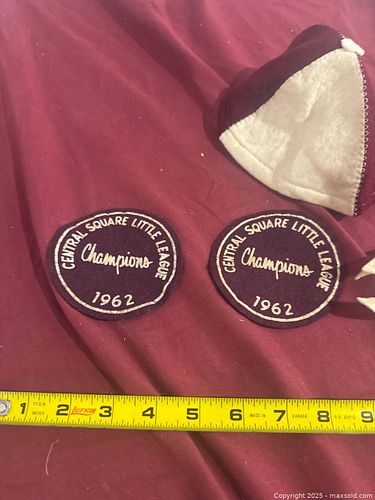 CENTRAL SQUARE LITTLE LEAGUE
Champions
1962
CENTRAL SQUARE LITTLE LEAGUE
Champions
1962
1 2 LUFKIN 3 4 5 6 MADE IN 7 CANADA 8 9
Copyright 2025 - maxsold.com